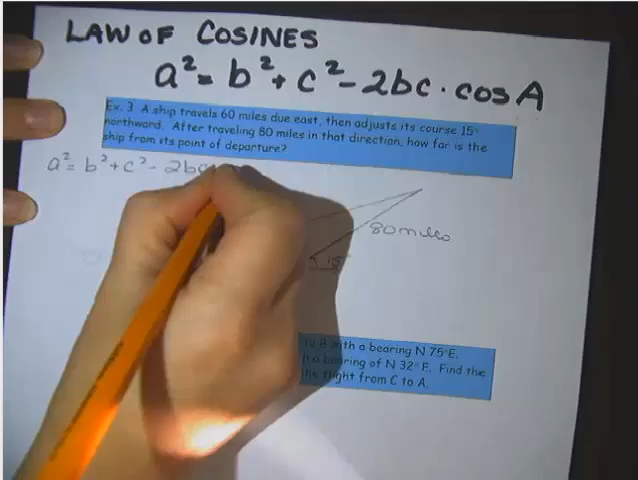 LAW OF COSINES
a² = b² + c² - 2bc · cos A
Ex. 3 A ship travels 60 miles due east, then adjusts its course 15°
northward. After traveling 80 miles in that direction, how far is the
ship from its point of departure?
a² = b² + c² - 2bc
80 miles
15°
to B with a bearing N 75°E.
bearing of N 32° E. Find the
flight from C to A.